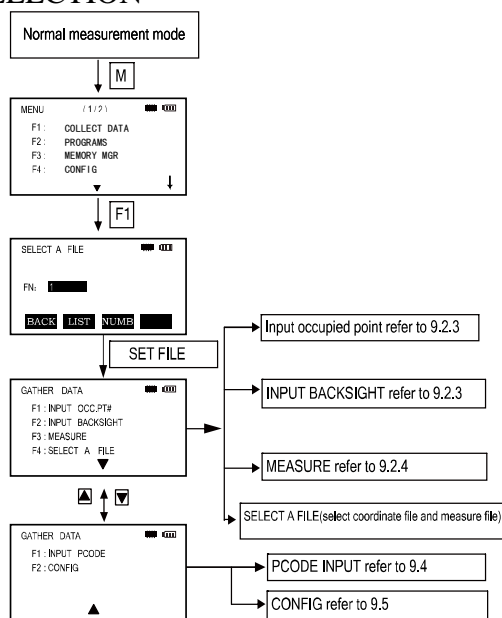 Normal measurement mode
M
MENU (1/2)
F1: COLLECT DATA
F2: PROGRAMS
F3: MEMORY MGR
F4: CONFIG
F1
SELECT A FILE
FN: 1
BACK LIST NUMB
SET FILE
GATHER DATA
F1:INPUT OCC.PT#
F2:INPUT BACKSIGHT
F3:MEASURE
F4:SELECT A FILE
Input occupied point refer to 9.2.3
INPUT BACKSIGHT refer to 9.2.3
MEASURE refer to 9.2.4
SELECT A FILE(select coordinate file and measure file)
GATHER DATA
F1:INPUT PCODE
F2:CONFIG
PCODE INPUT refer to 9.4
CONFIG refer to 9.5